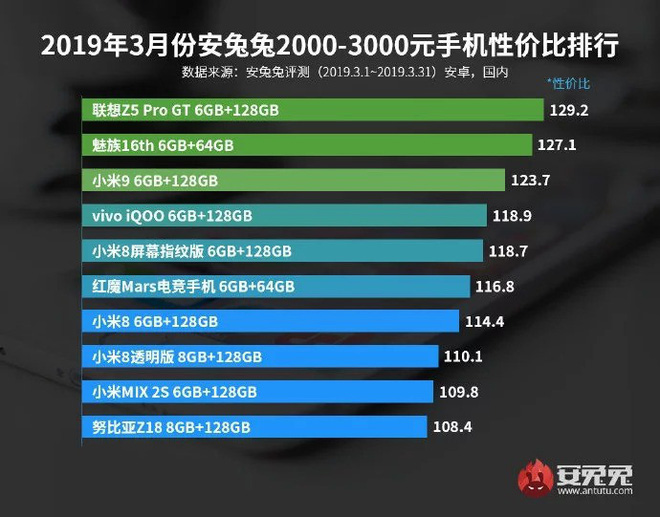 2019年3月份安兔兔2000-3000元手机性价比排行
数据来源：安兔兔评测（2019.3.1~2019.3.31）安卓，国内
*性价比
联想Z5 Pro GT 6GB+128GB 129.2
魅族16th 6GB+64GB 127.1
小米9 6GB+128GB 123.7
vivo iQOO 6GB+128GB 118.9
小米8屏幕指纹版 6GB+128GB 118.7
红魔Mars电竞手机 6GB+64GB 116.8
小米8 6GB+128GB 114.4
小米8透明版 8GB+128GB 110.1
小米MIX 2S 6GB+128GB 109.8
努比亚Z18 8GB+128GB 108.4
安兔兔
www.antutu.com